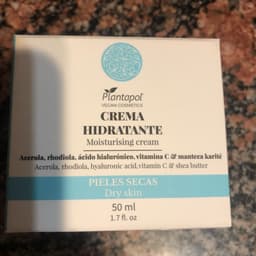 Plantapol
VEGAN COSMETICS
CREMA
HIDRATANTE
Moisturising cream
Acerola, rhodiola, ácido hialurónico, vitamina C & manteca karité
Acerola, rhodiola, hyaluronic acid, vitamin C & shea butter
PIELES SECAS
Dry skin
50 ml
1.7 fl. oz